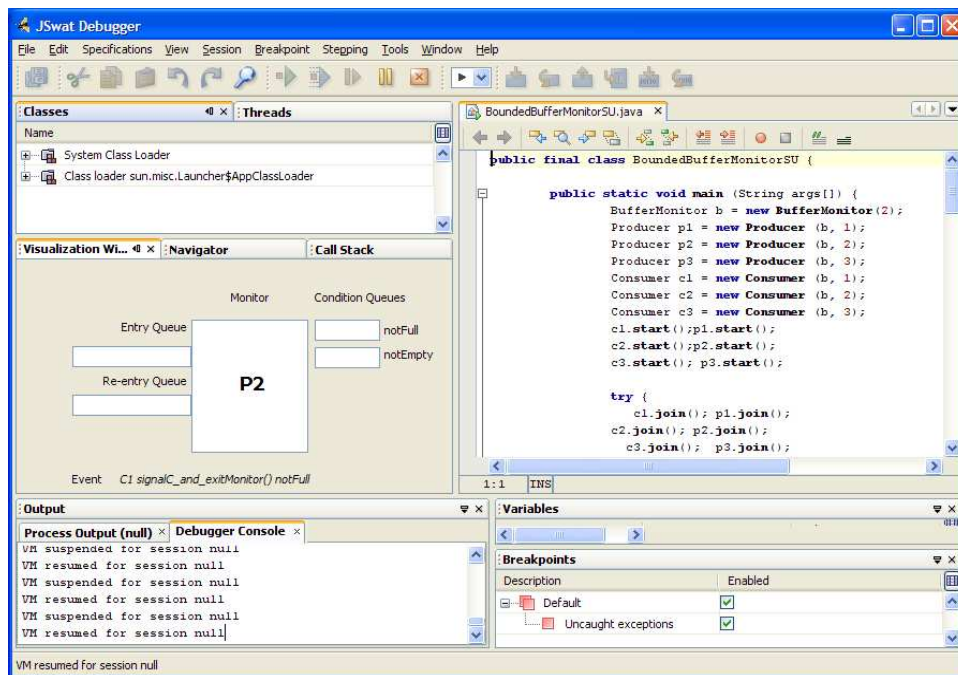 JSwat Debugger
File Edit Specifications View Session Breakpoint Stepping Tools Window Help
Classes
Threads
Name
System Class Loader
Class loader sun.misc.Launcher$AppClassLoader
Visualization Wi...
Navigator
Call Stack
Monitor
Condition Queues
Entry Queue
notFull
notEmpty
Re-entry Queue
P2
Event C1 signalC_and_exitMonitor() notFull
BoundedBufferMonitorSU.java
public final class BoundedBufferMonitorSU {
public static void main (String args[]) {
BufferMonitor b = new BufferMonitor(2);
Producer p1 = new Producer (b, 1);
Producer p2 = new Producer (b, 2);
Producer p3 = new Producer (b, 3);
Consumer c1 = new Consumer (b, 1);
Consumer c2 = new Consumer (b, 2);
Consumer c3 = new Consumer (b, 3);
c1.start();p1.start();
c2.start();p2.start();
c3.start(); p3.start();
try {
c1.join(); p1.join();
c2.join(); p2.join();
c3.join(); p3.join();
1:1 INS
Output
Process Output (null)
Debugger Console
VM suspended for session null
VM resumed for session null
VM suspended for session null
VM resumed for session null
VM suspended for session null
VM resumed for session null
Variables
Breakpoints
Description Enabled
Default
Uncaught exceptions
VM resumed for session null